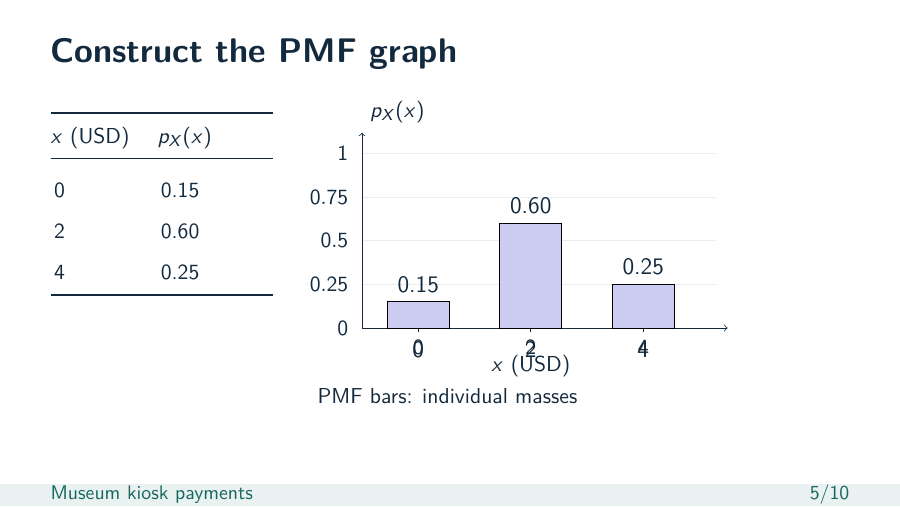 Construct the PMF graph
x (USD) pX(x)
0 0.15
2 0.60
4 0.25
pX(x)
1
0.75
0.5
0.25
0
0.15
0.60
0.25
0 2 4
x (USD)
PMF bars: individual masses
Museum kiosk payments 5/10